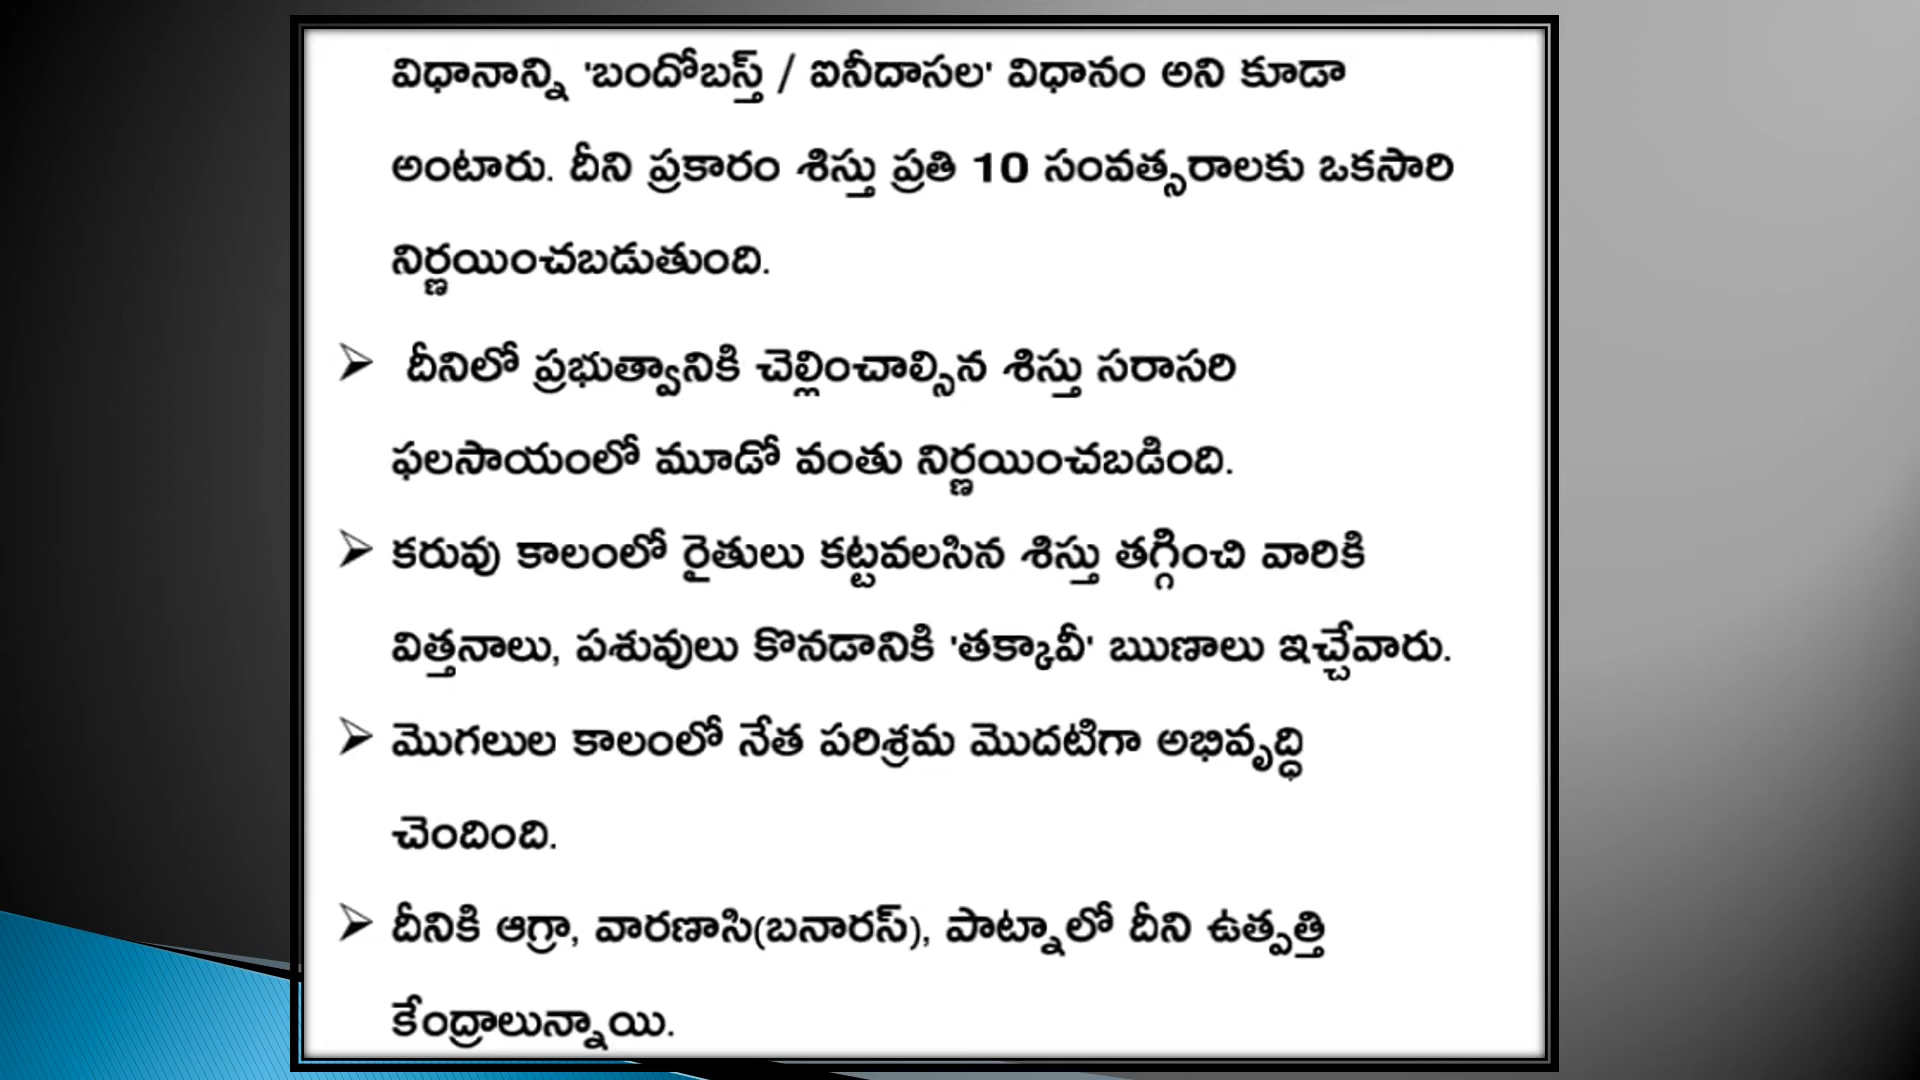 విధానాన్ని 'బందోబస్త్ / ఐనీదాసల' విధానం అని కూడా
అంటారు. దీని ప్రకారం శిస్తు ప్రతి 10 సంవత్సరాలకు ఒకసారి
నిర్ణయించబడుతుంది.
➢ దీనిలో ప్రభుత్వానికి చెల్లించాల్సిన శిస్తు సరాసరి
ఫలసాయంలో మూడో వంతు నిర్ణయించబడింది.
➢ కరువు కాలంలో రైతులు కట్టవలసిన శిస్తు తగ్గించి వారికి
విత్తనాలు, పశువులు కొనడానికి 'తక్కావీ' ఋణాలు ఇచ్చేవారు.
➢ మొగలుల కాలంలో నేత పరిశ్రమ మొదటిగా అభివృద్ధి
చెందింది.
➢ దీనికి ఆగ్రా, వారణాసి(బనారస్), పాట్నాలో దీని ఉత్పత్తి
కేంద్రాలున్నాయి.